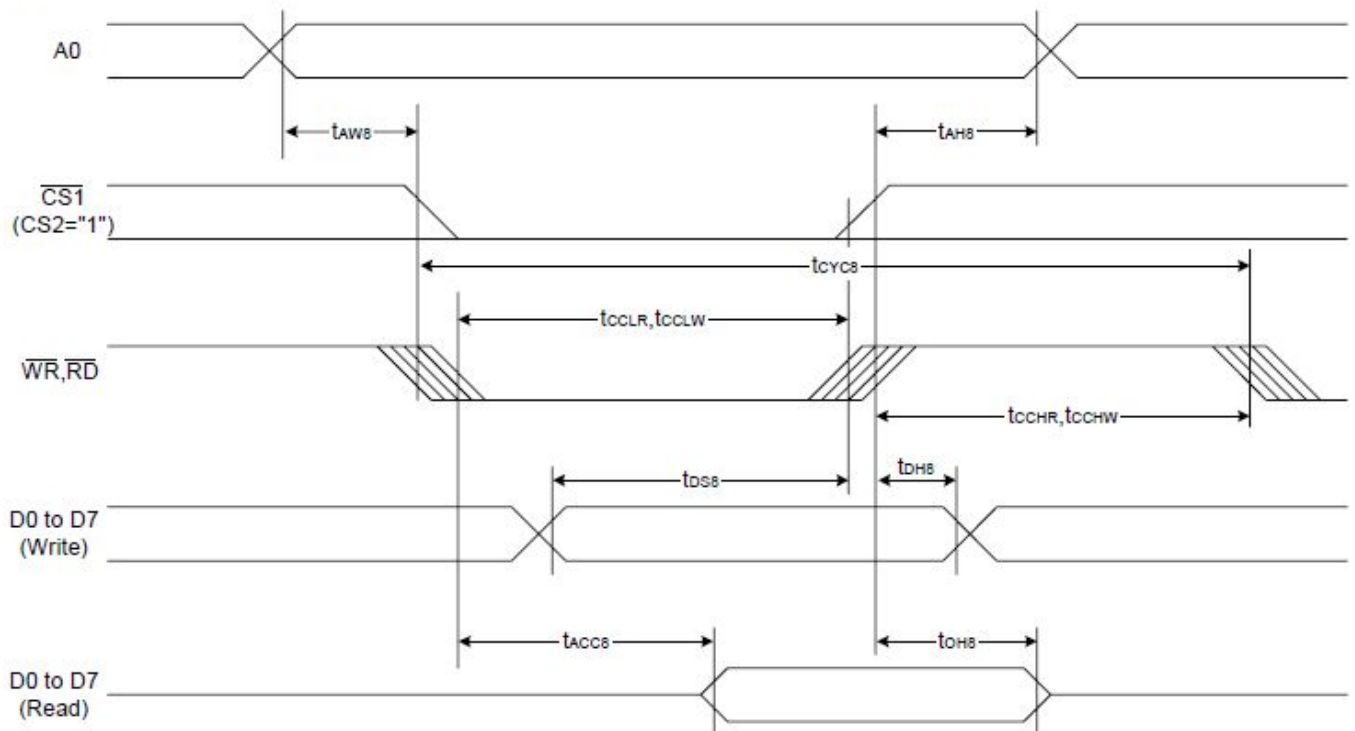 A0
tAW8
tAH8
CS1
(CS2="1")
tCYC8
tCCLR,tCCLW
WR,RD
tCCHR,tCCHW
tDS8
tDH8
D0 to D7
(Write)
tACC8
tOH8
D0 to D7
(Read)